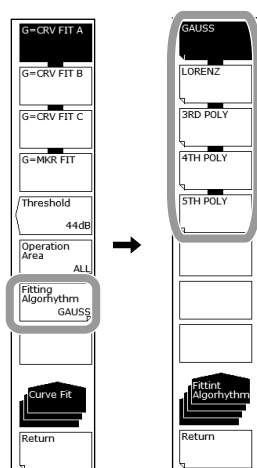 G=CRV FIT A
G=CRV FIT B
G=CRV FIT C
G=MKR FIT
Threshold
44dB
Operation
Area
ALL
Fitting
Algorhythm
GAUSS
Curve Fit
Return
GAUSS
LORENZ
3RD POLY
4TH POLY
5TH POLY
Fittint
Algorhythm
Return